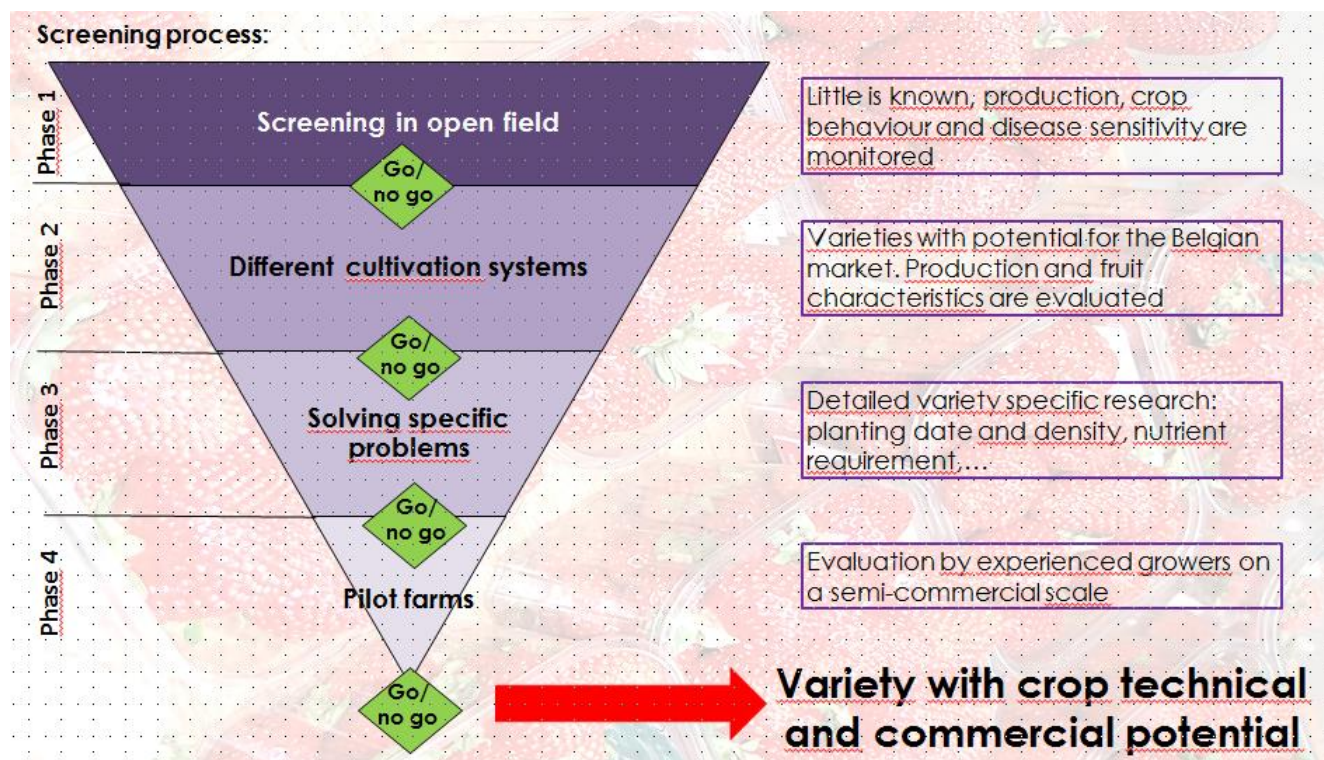 Screening process:
Phase 1
Screening in open field
Go/
no go
Little is known, production, crop
behaviour and disease sensitivity are
monitored
Phase 2
Different cultivation systems
Go/
no go
Varieties with potential for the Belgian
market. Production and fruit
characteristics are evaluated
Phase 3
Solving specific
problems
Go/
no go
Detailed variety specific research:
planting date and density, nutrient
requirement,...
Phase 4
Pilot farms
Evaluation by experienced growers on
a semi-commercial scale
Go/
no go
Variety with crop technical
and commercial potential